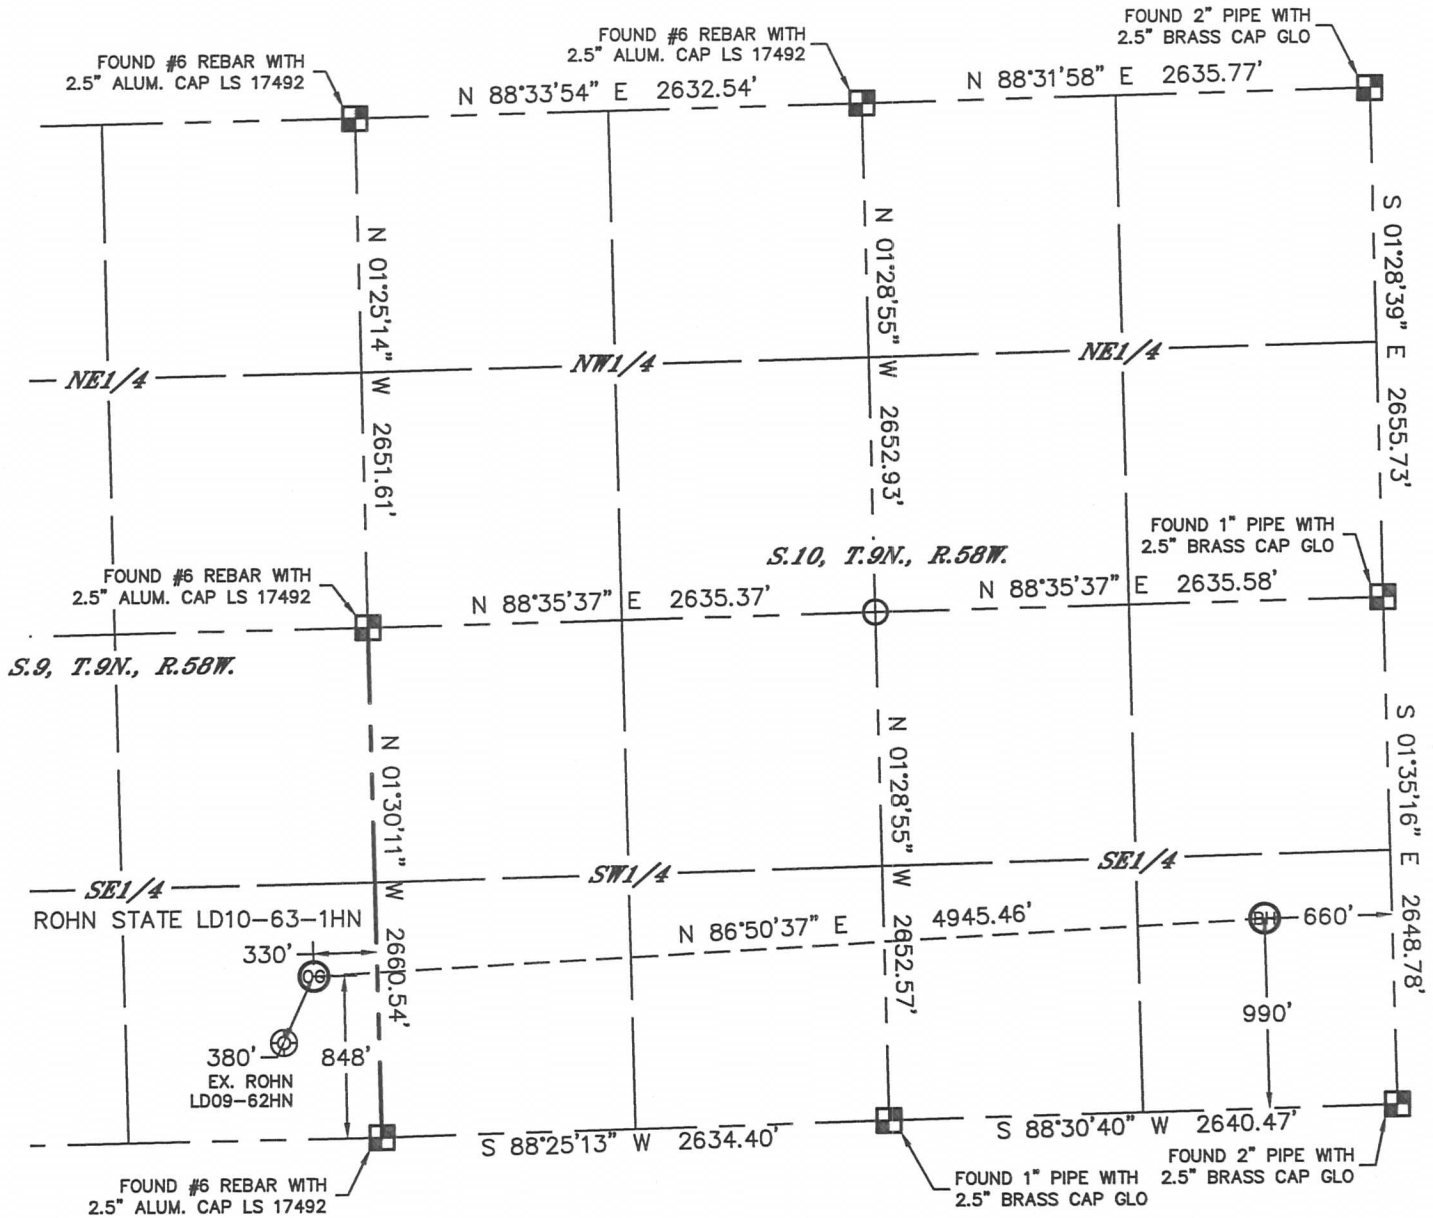 FOUND 2" PIPE WITH
2.5" BRASS CAP GLO
FOUND #6 REBAR WITH
2.5" ALUM. CAP LS 17492
FOUND #6 REBAR WITH
2.5" ALUM. CAP LS 17492
N 88°33'54" E 2632.54'
N 88°31'58" E 2635.77'
N 01°25'14" W 2651.61'
N 01°28'55" W 2652.93'
S 01°28'39" E 2655.73'
NE1/4
NW1/4
NE1/4
FOUND 1" PIPE WITH
2.5" BRASS CAP GLO
S.10, T.9N., R.58W.
FOUND #6 REBAR WITH
2.5" ALUM. CAP LS 17492
N 88°35'37" E 2635.37'
N 88°35'37" E 2635.58'
S.9, T.9N., R.58W.
N 01°30'11" W 2660.54'
N 01°28'55" W 2652.57'
S 01°35'16" E 2648.78'
SE1/4
SW1/4
SE1/4
ROHN STATE LD10-63-1HN
N 86°50'37" E 4945.46'
BH
660'
330'
OG
990'
380'
848'
EX. ROHN
LD09-62HN
S 88°25'13" W 2634.40'
S 88°30'40" W 2640.47'
FOUND #6 REBAR WITH
2.5" ALUM. CAP LS 17492
FOUND 1" PIPE WITH
2.5" BRASS CAP GLO
FOUND 2" PIPE WITH
2.5" BRASS CAP GLO